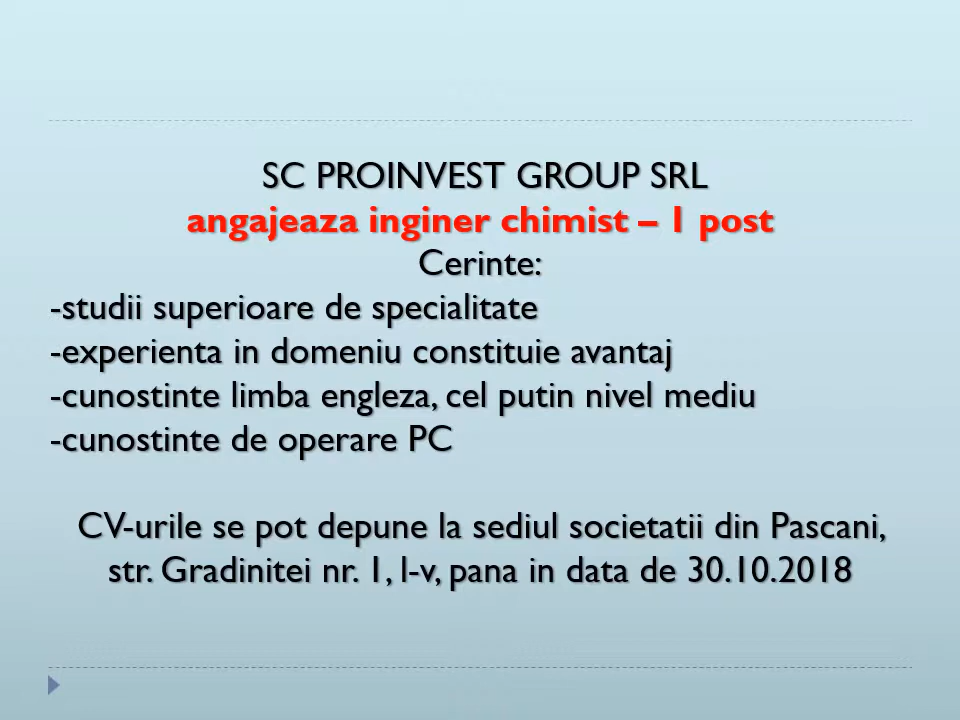 SC PROINVEST GROUP SRL
angajeaza inginer chimist – 1 post
Cerinte:
-studii superioare de specialitate
-experienta in domeniu constituie avantaj
-cunostinte limba engleza, cel putin nivel mediu
-cunostinte de operare PC
CV-urile se pot depune la sediul societatii din Pascani,
str. Gradinitei nr. 1, l-v, pana in data de 30.10.2018